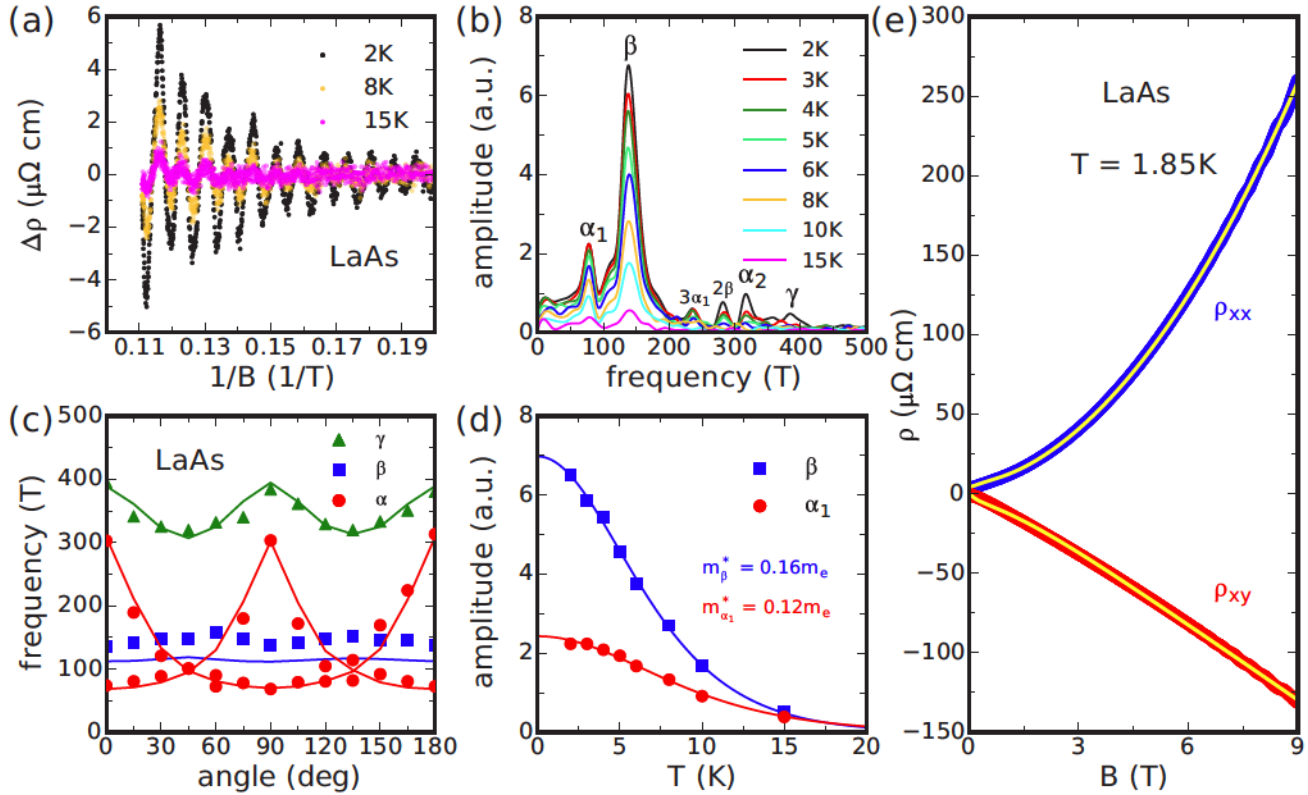 (a)
6
4
2
0
−2
−4
−6
Δρ (μΩ cm)
2K
8K
15K
LaAs
0.11 0.13 0.15 0.17 0.19
1/B (1/T)
(b)
8
6
4
2
0
amplitude (a.u.)
β
α1
3α1
2β
α2
γ
2K
3K
4K
5K
6K
8K
10K
15K
0 100 200 300 400 500
frequency (T)
(c)
500
400
300
200
100
0
frequency (T)
LaAs
γ
β
α
0 30 60 90 120 150 180
angle (deg)
(d)
8
6
4
2
0
amplitude (a.u.)
β
α1
m*β = 0.16me
m*α1 = 0.12me
0 5 10 15 20
T (K)
(e)
300
250
200
150
100
50
0
−50
−100
−150
ρ (μΩ cm)
LaAs
T = 1.85K
ρxx
ρxy
0 3 6 9
B (T)